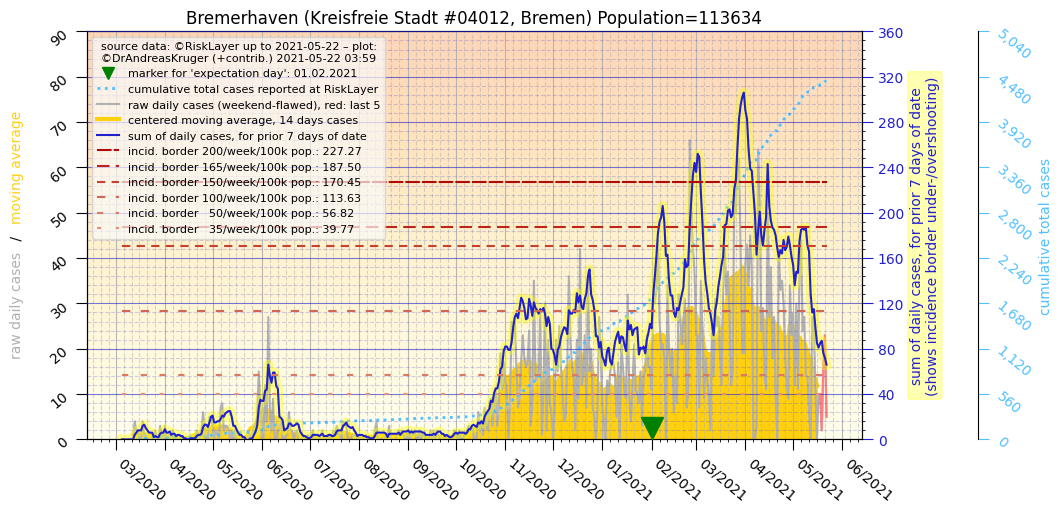 Bremerhaven (Kreisfreie Stadt #04012, Bremen) Population=113634
source data: ©RiskLayer up to 2021-05-22 – plot:
©DrAndreasKruger (+contrib.) 2021-05-22 03:59
marker for 'expectation day': 01.02.2021
cumulative total cases reported at RiskLayer
raw daily cases (weekend-flawed), red: last 5
centered moving average, 14 days cases
sum of daily cases, for prior 7 days of date
incid. border 200/week/100k pop.: 227.27
incid. border 165/week/100k pop.: 187.50
incid. border 150/week/100k pop.: 170.45
incid. border 100/week/100k pop.: 113.63
incid. border 50/week/100k pop.: 56.82
incid. border 35/week/100k pop.: 39.77
raw daily cases / moving average
90
80
70
60
50
40
30
20
10
0
03/2020
04/2020
05/2020
06/2020
07/2020
08/2020
09/2020
10/2020
11/2020
12/2020
01/2021
02/2021
03/2021
04/2021
05/2021
06/2021
360
320
280
240
200
160
120
80
40
0
sum of daily cases, for prior 7 days of date
(shows incidence border under-/overshooting)
5,040
4,480
3,920
3,360
2,800
2,240
1,680
1,120
560
0
cumulative total cases